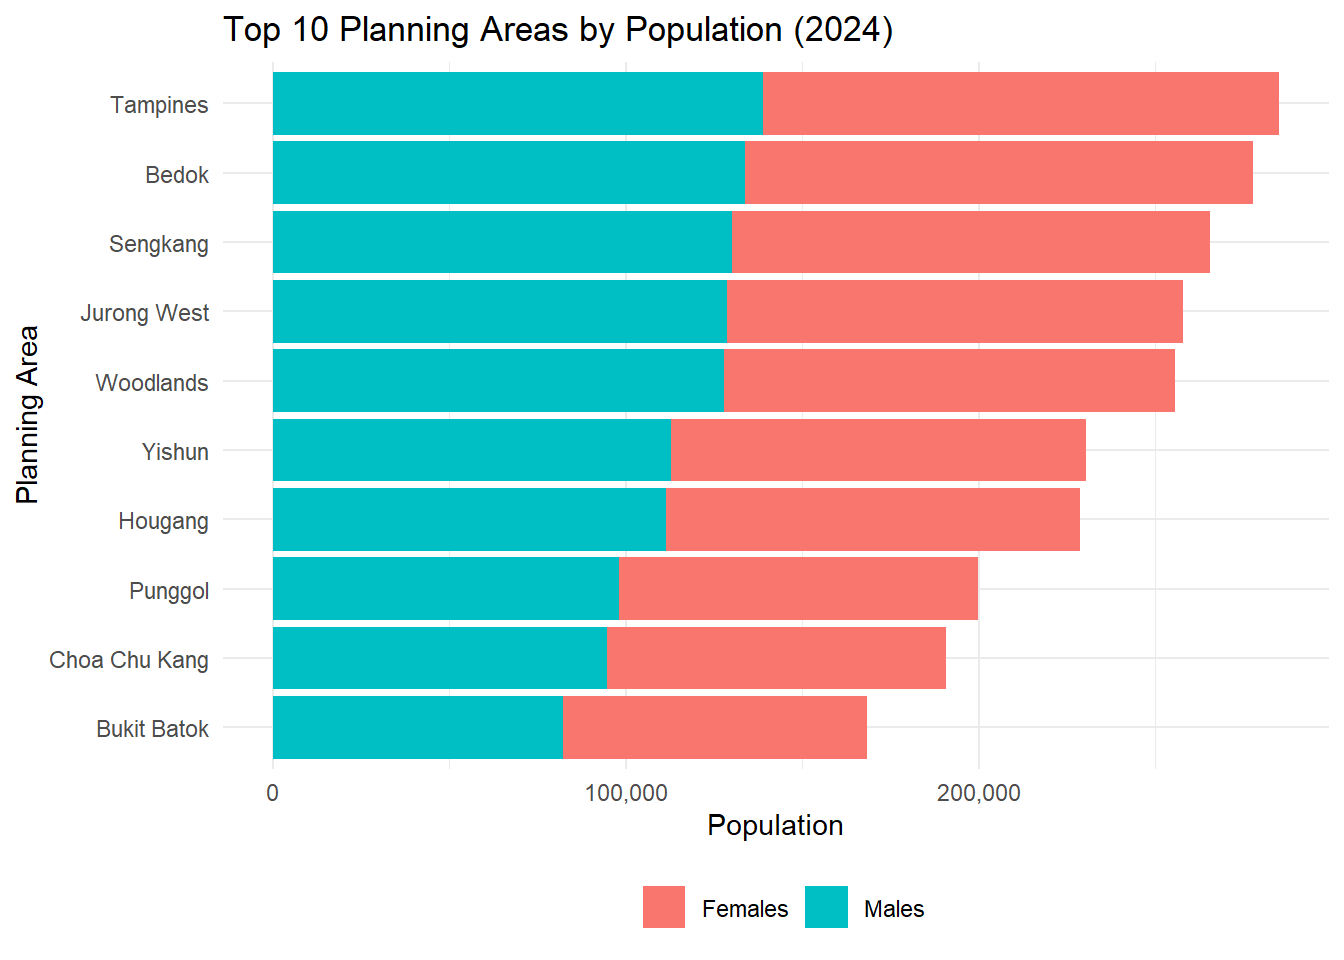 Top 10 Planning Areas by Population (2024)
Planning Area
Tampines
Bedok
Sengkang
Jurong West
Woodlands
Yishun
Hougang
Punggol
Choa Chu Kang
Bukit Batok
0 100,000 200,000
Population
Females Males